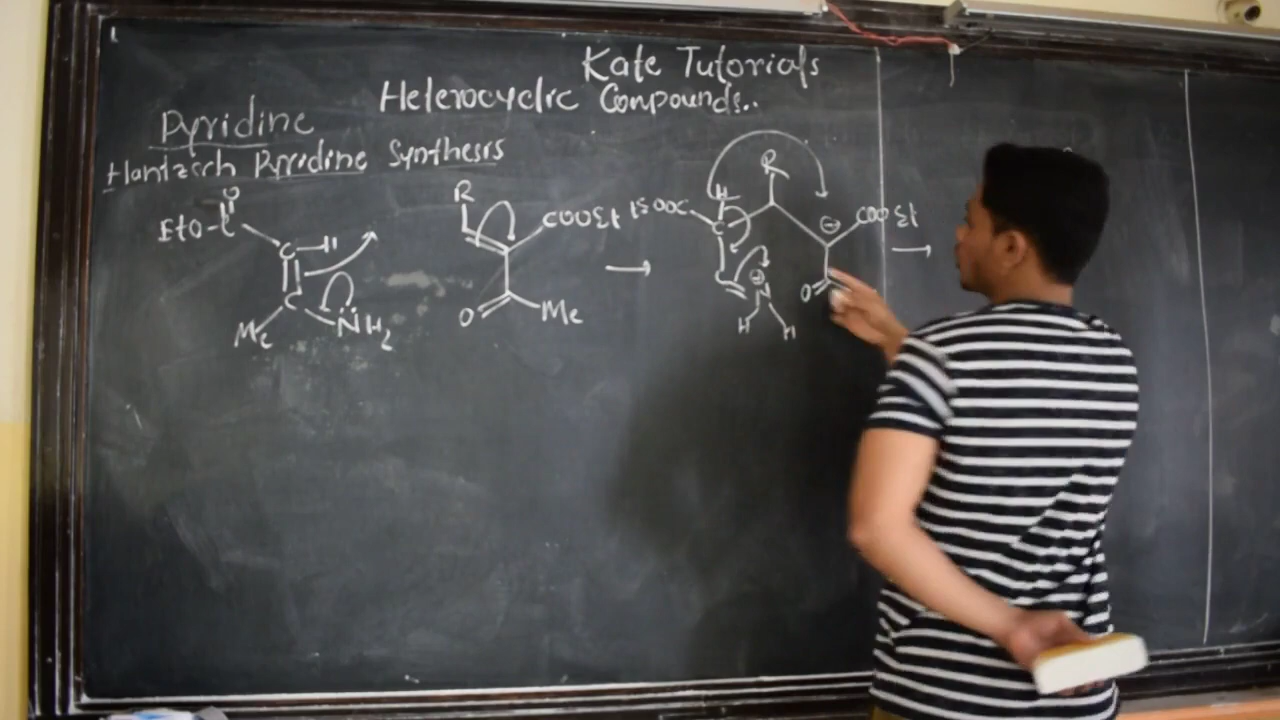 Kate Tutorials
Heterocyclic Compounds..
Pyridine
Hantzsch Pyridine Synthesis
EtO-C
O
C-H
C
Me
NH2
R
COOEt
O
Me
R
EtOOC
H
C
COOEt
N
H
H
O